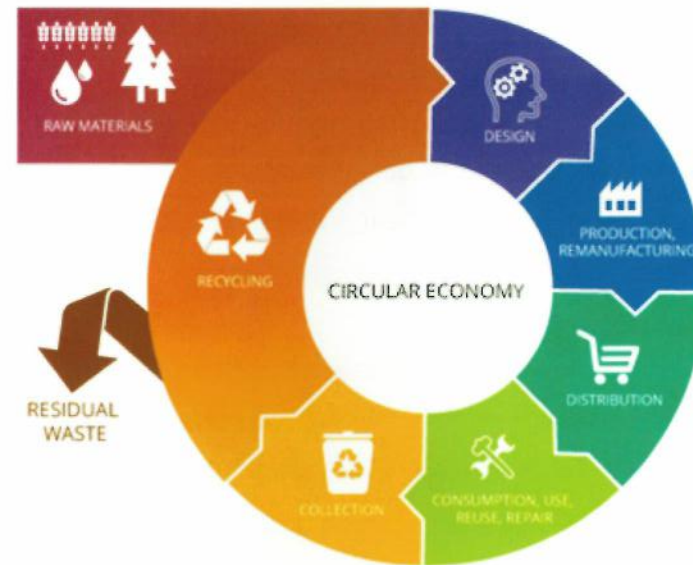 RAW MATERIALS
DESIGN
PRODUCTION,
REMANUFACTURING
DISTRIBUTION
CONSUMPTION, USE,
REUSE, REPAIR
COLLECTION
RECYCLING
RESIDUAL
WASTE
CIRCULAR ECONOMY